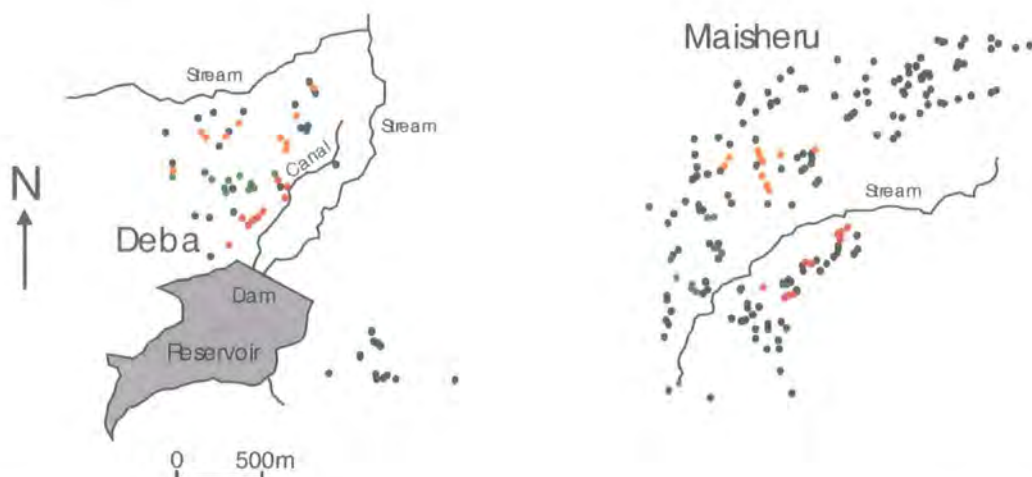 Maisheru
Stream
Stream
Canal
N
Stream
Deba
Dam
Reservoir
0 500m